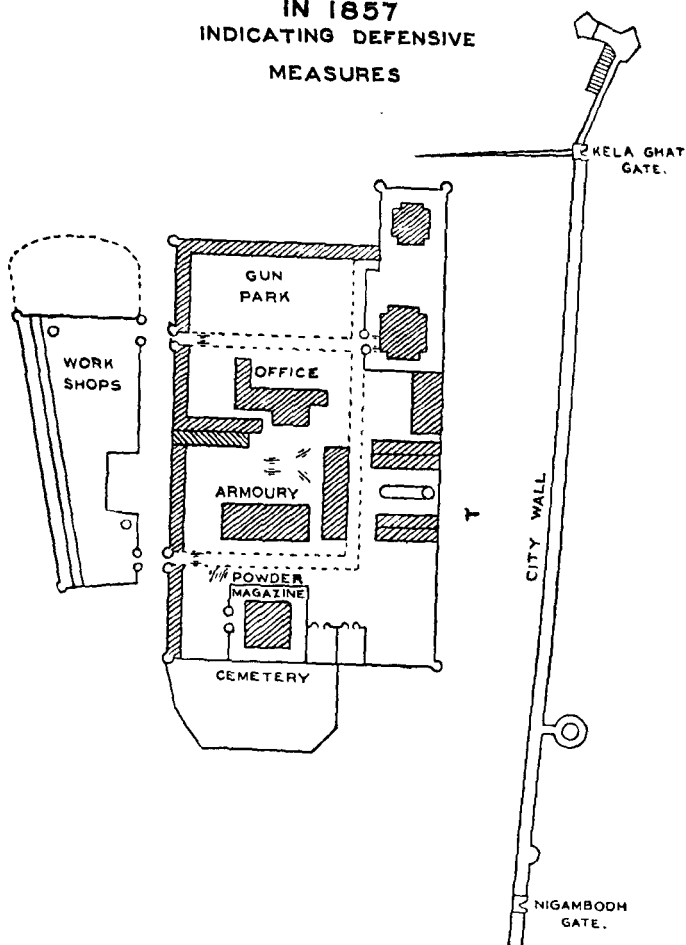 IN 1857
INDICATING DEFENSIVE
MEASURES
KELA GHAT
GATE.
GUN
PARK
WORK
SHOPS
OFFICE
ARMOURY
CITY WALL
POWDER
MAGAZINE
CEMETERY
NIGAMBODH
GATE.